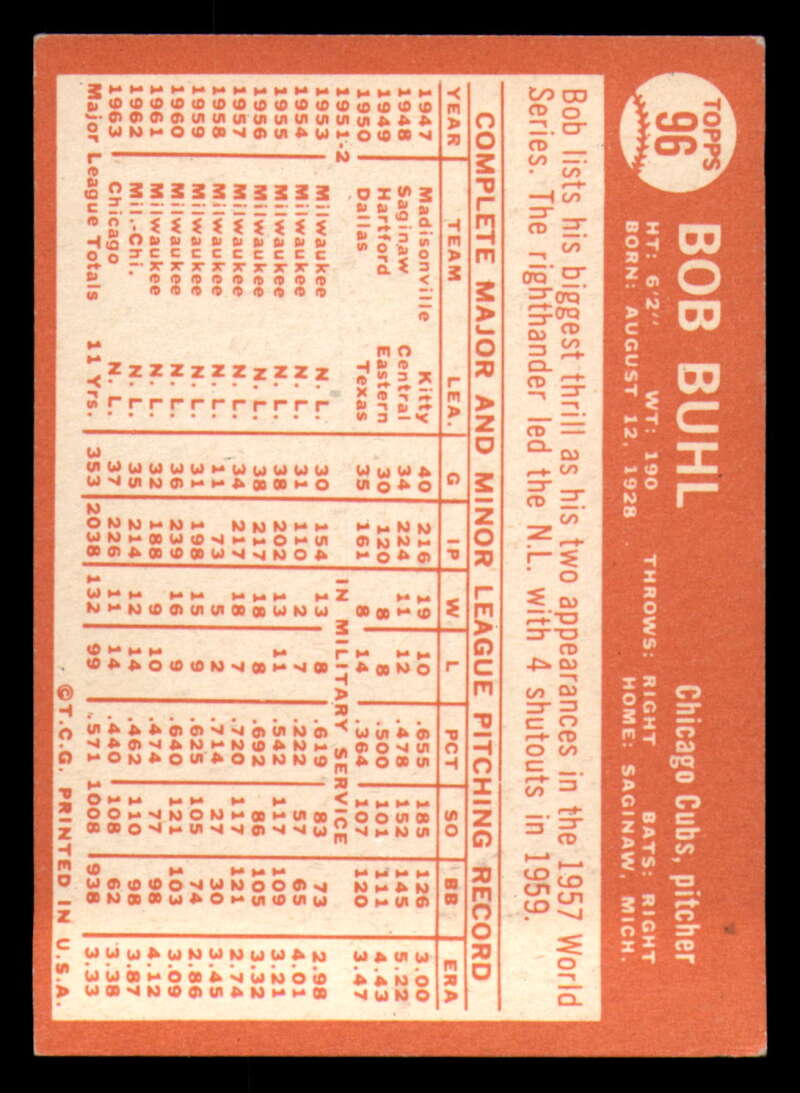 TOPPS
96
BOB BUHL
Chicago Cubs, pitcher
HT: 6'2" WT: 190 THROWS: RIGHT BATS: RIGHT
BORN: AUGUST 12, 1928 HOME: SAGINAW, MICH.
Bob lists his biggest thrill as his two appearances in the 1957 World
Series. The righthander led the N.L. with 4 shutouts in 1959.
COMPLETE MAJOR AND MINOR LEAGUE PITCHING RECORD
YEAR TEAM LEA. G IP W L PCT SO BB ERA
1947 Madisonville Kitty 40 216 19 10 .655 185 126 3.00
1948 Saginaw Central 34 224 11 12 .478 152 145 5.22
1949 Hartford Eastern 30 120 8 8 .500 101 111 4.43
1950 Dallas Texas 35 161 8 14 .364 107 120 3.47
1951-2 IN MILITARY SERVICE
1953 Milwaukee N. L. 30 154 13 8 .619 83 73 2.98
1954 Milwaukee N. L. 31 110 2 7 .222 57 65 4.01
1955 Milwaukee N. L. 38 202 13 11 .542 117 109 3.21
1956 Milwaukee N. L. 38 217 18 8 .692 86 105 3.32
1957 Milwaukee N. L. 34 217 18 7 .720 117 121 2.74
1958 Milwaukee N. L. 11 73 5 2 .714 27 30 3.45
1959 Milwaukee N. L. 31 198 15 9 .625 105 74 2.86
1960 Milwaukee N. L. 36 239 16 9 .640 121 103 3.09
1961 Milwaukee N. L. 32 188 9 10 .474 77 98 4.12
1962 Mil.-Chi. N. L. 35 214 12 14 .462 110 98 3.87
1963 Chicago N. L. 37 226 11 14 .440 108 62 3.38
Major League Totals 11 Yrs. 353 2038 132 99 .571 1008 938 3.33
©T.C.G. PRINTED IN U.S.A.